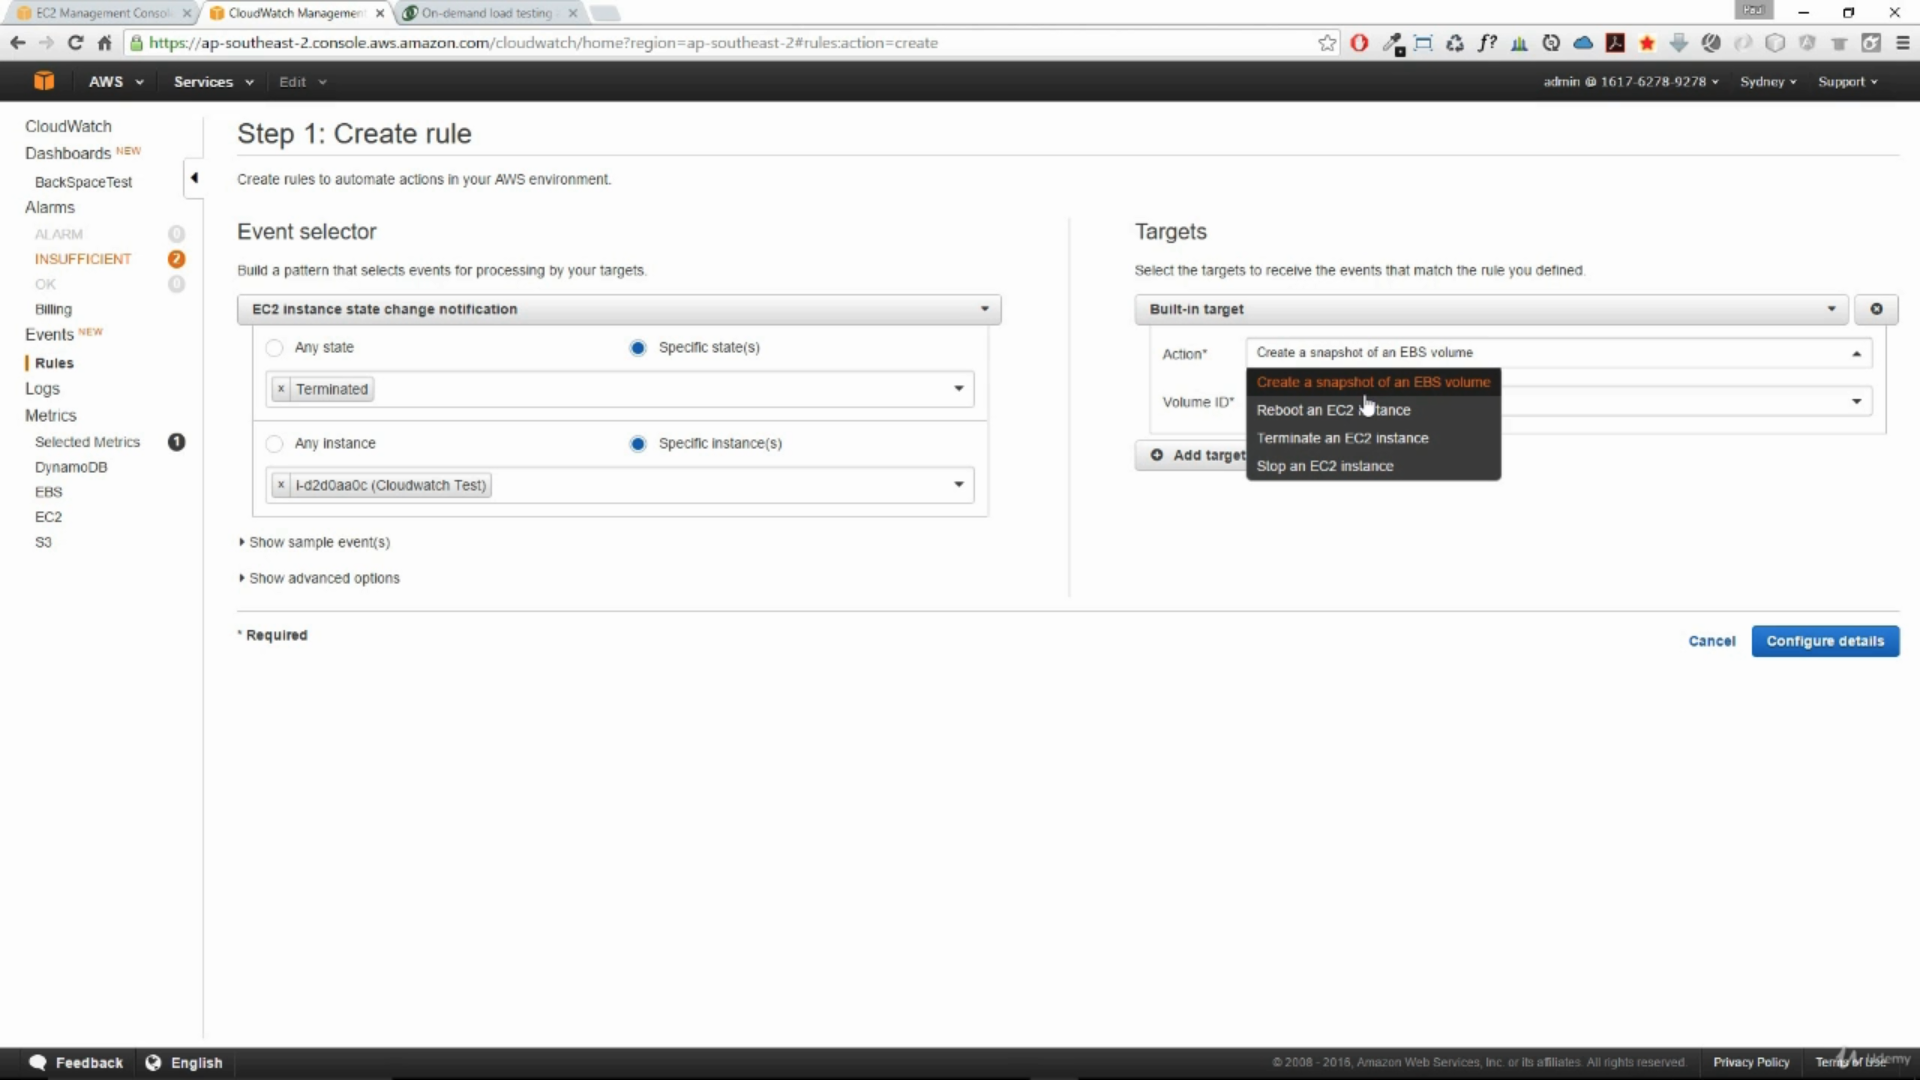 EC2 Management Consol
CloudWatch Management
On-demand load testing
Paul
https://ap-southeast-2.console.aws.amazon.com/cloudwatch/home?region=ap-southeast-2#rules:action=create
f?
AWS
Services
Edit
admin @ 1617-6278-9278
Sydney
Support
CloudWatch
Dashboards NEW
BackSpaceTest
Alarms
ALARM 0
INSUFFICIENT 2
OK 0
Billing
Events NEW
Rules
Logs
Metrics
Selected Metrics 1
DynamoDB
EBS
EC2
S3
Step 1: Create rule
Create rules to automate actions in your AWS environment.
Event selector
Build a pattern that selects events for processing by your targets.
EC2 instance state change notification
Any state
Specific state(s)
× Terminated
Any instance
Specific instance(s)
× i-d2d0aa0c (Cloudwatch Test)
Show sample event(s)
Show advanced options
Targets
Select the targets to receive the events that match the rule you defined.
Built-in target
Action* Create a snapshot of an EBS volume
Create a snapshot of an EBS volume
Volume ID*
Reboot an EC2 instance
Terminate an EC2 instance
Add target
Stop an EC2 instance
* Required
Cancel
Configure details
Feedback
English
© 2008 - 2016, Amazon Web Services, Inc. or its affiliates. All rights reserved.
Privacy Policy
Terms of Use
Udemy